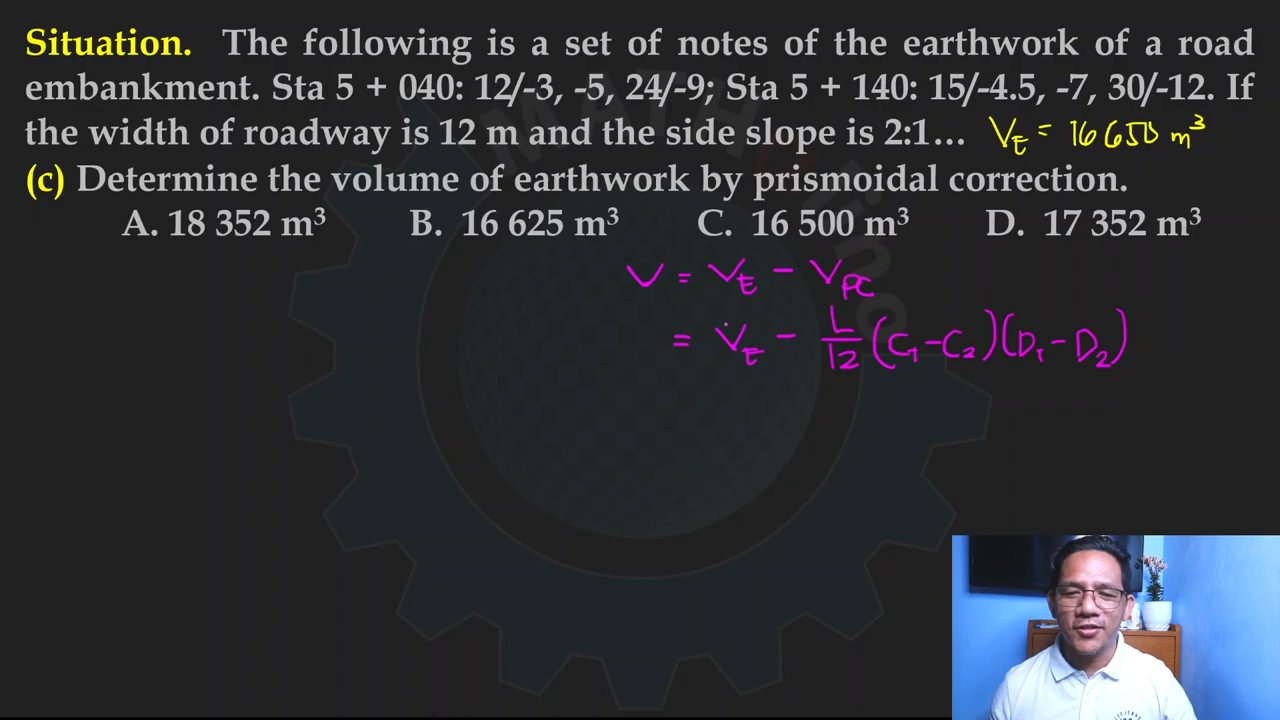 Situation. The following is a set of notes of the earthwork of a road
embankment. Sta 5 + 040: 12/-3, -5, 24/-9; Sta 5 + 140: 15/-4.5, -7, 30/-12. If
the width of roadway is 12 m and the side slope is 2:1… V_E = 16 650 m³
(c) Determine the volume of earthwork by prismoidal correction.
A. 18 352 m³ B. 16 625 m³ C. 16 500 m³ D. 17 352 m³
V = V_E - V_PC
= V_E - L/12 (C₁-C₂)(D₁-D₂)